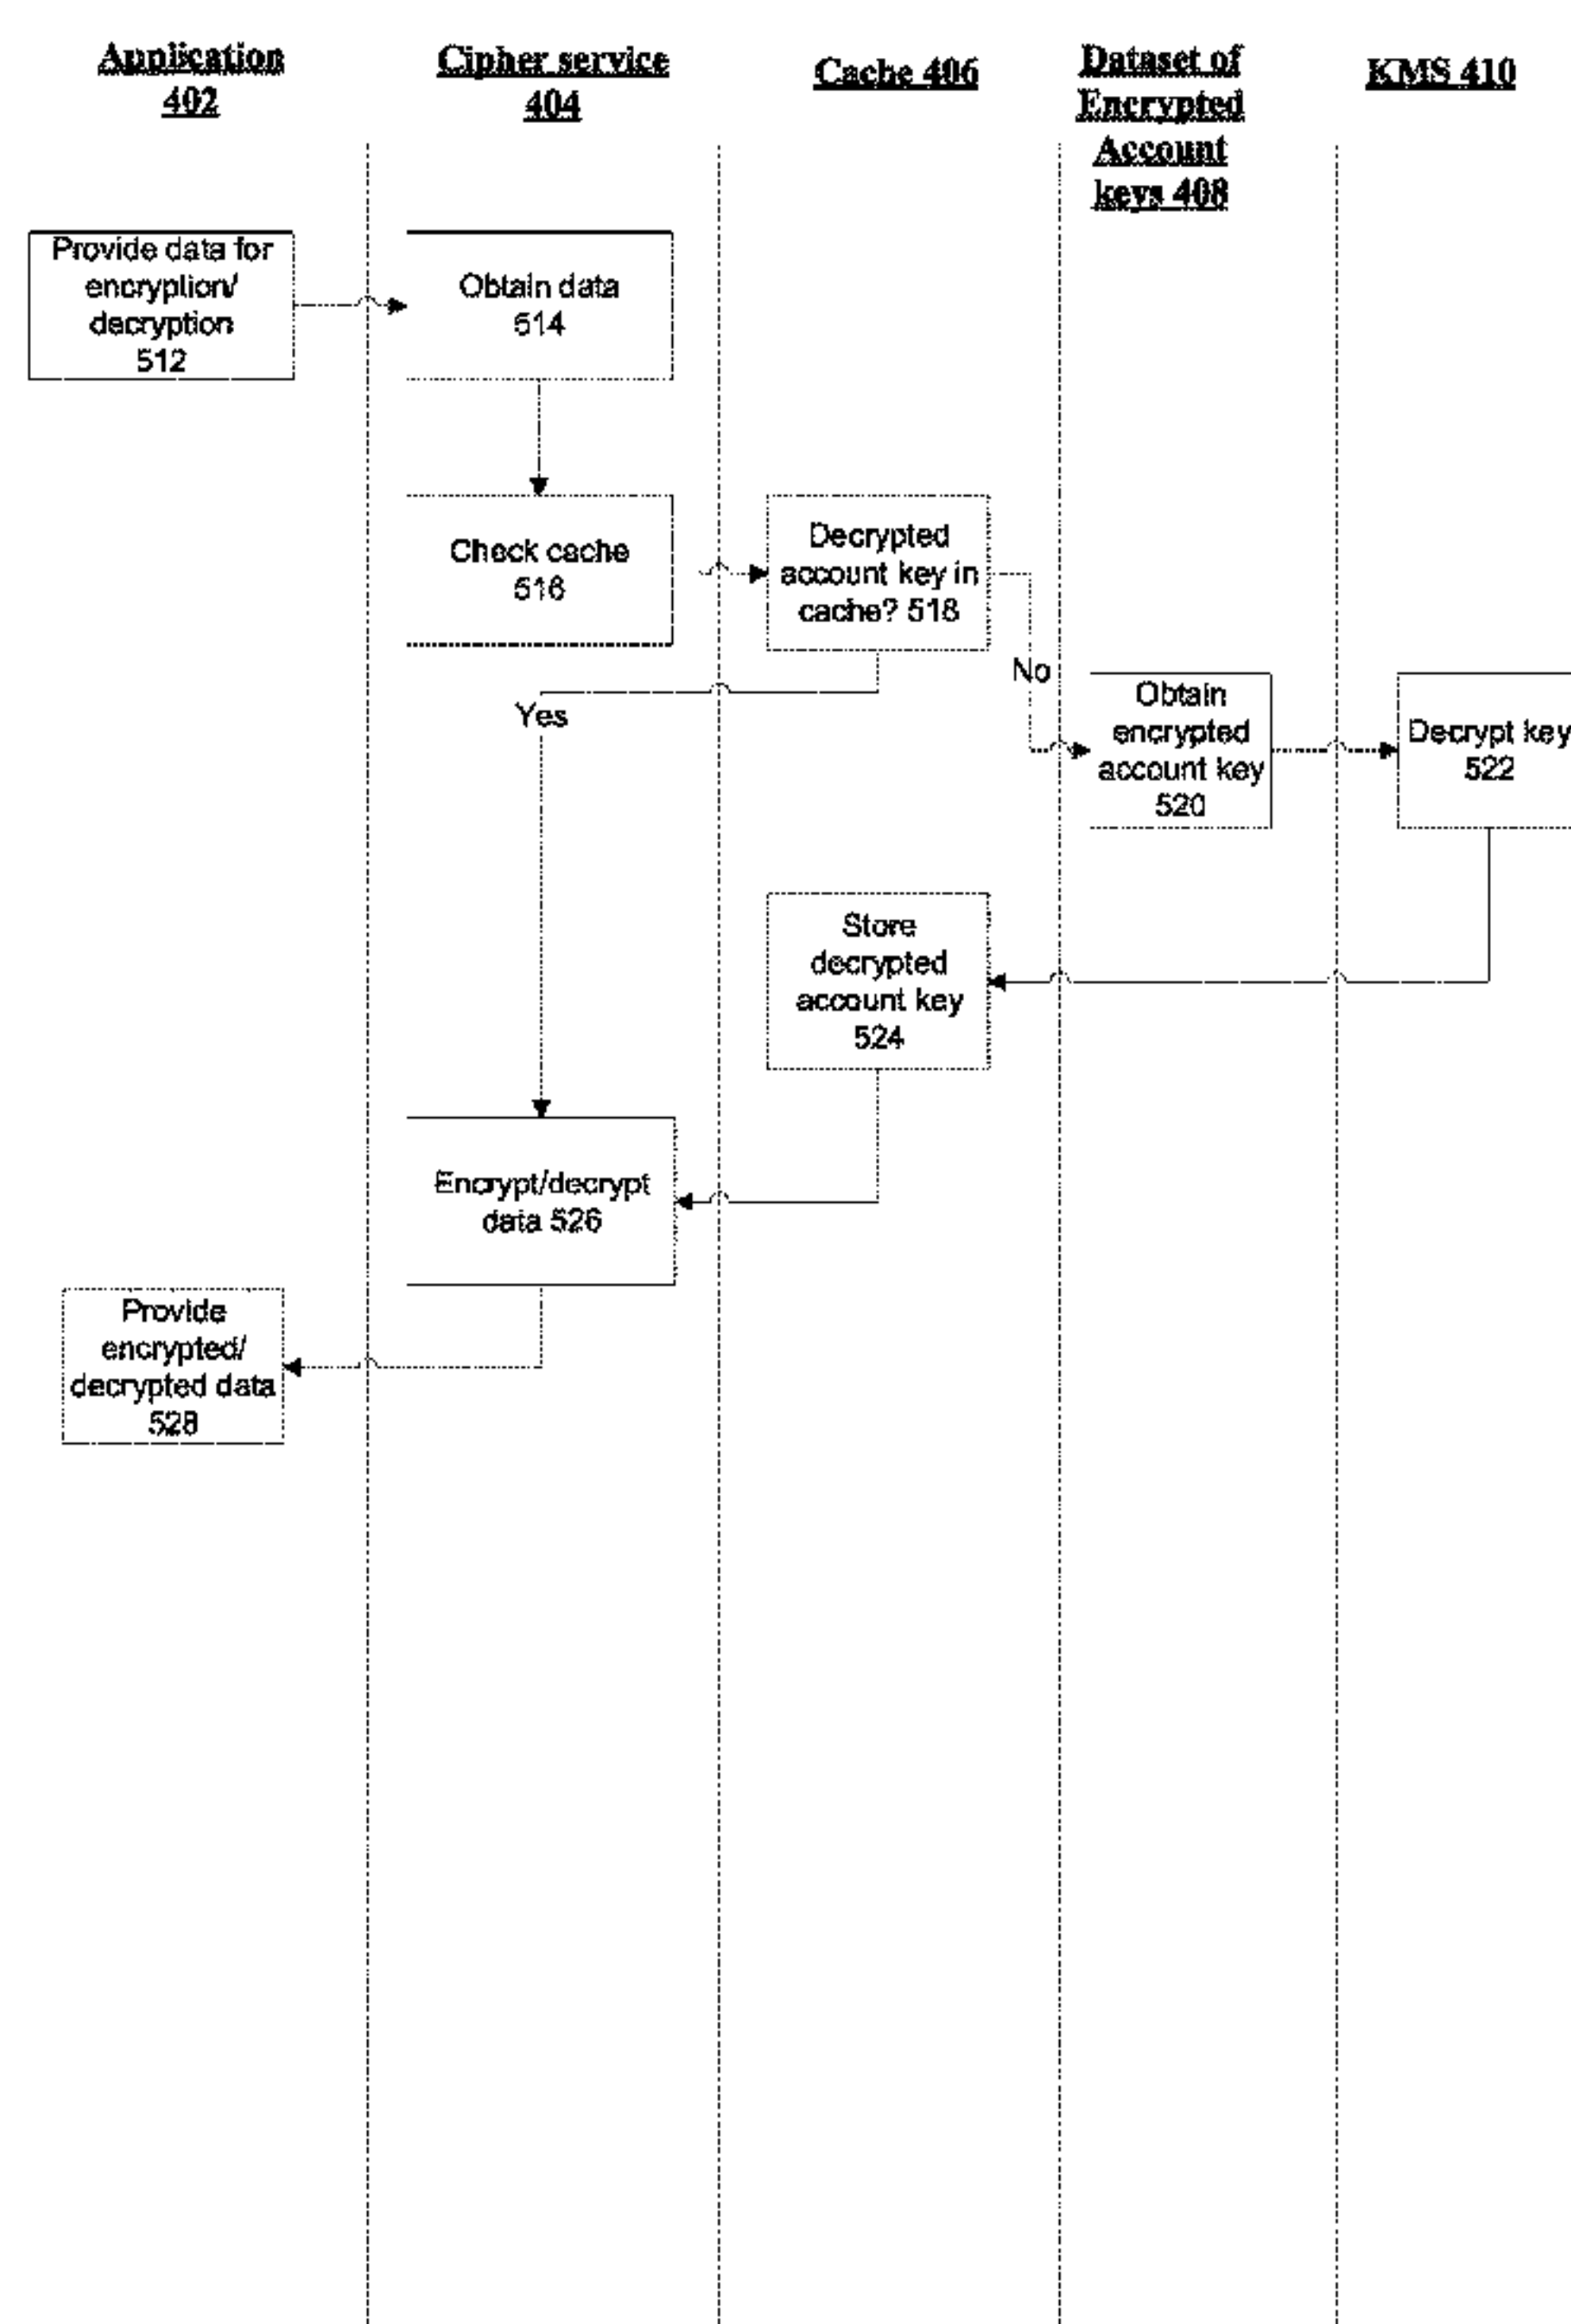 Application
402
Cipher service
404
Cache 406
Dataset of
Encrypted
Account
keys 408
KMS 410
Provide data for
encryption/
decryption
512
Obtain data
514
Check cache
516
Decrypted
account key in
cache? 518
No
Yes
Obtain
encrypted
account key
520
Decrypt key
522
Store
decrypted
account key
524
Encrypt/decrypt
data 526
Provide
encrypted/
decrypted data
528